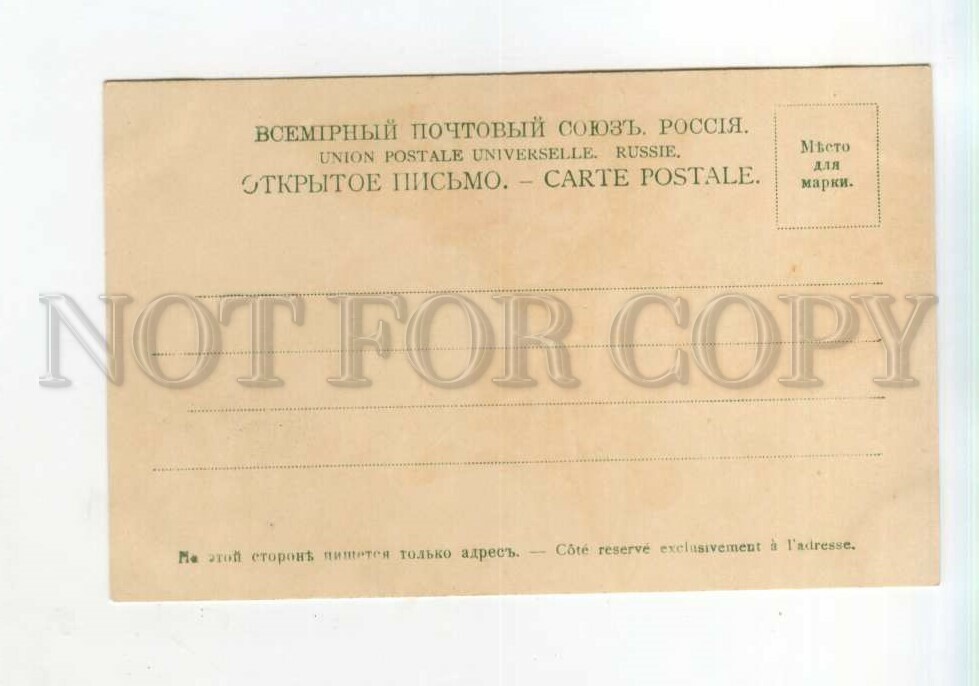 ВСЕМІРНЫЙ ПОЧТОВЫЙ СОЮЗЪ. РОССІЯ.
UNION POSTALE UNIVERSELLE. RUSSIE.
ОТКРЫТОЕ ПИСЬМО. – CARTE POSTALE.
Мѣсто
для
марки.
NOT FOR COPY
На этой сторонѣ пишется только адресъ. — Côté reservé exclusivement à l'adresse.